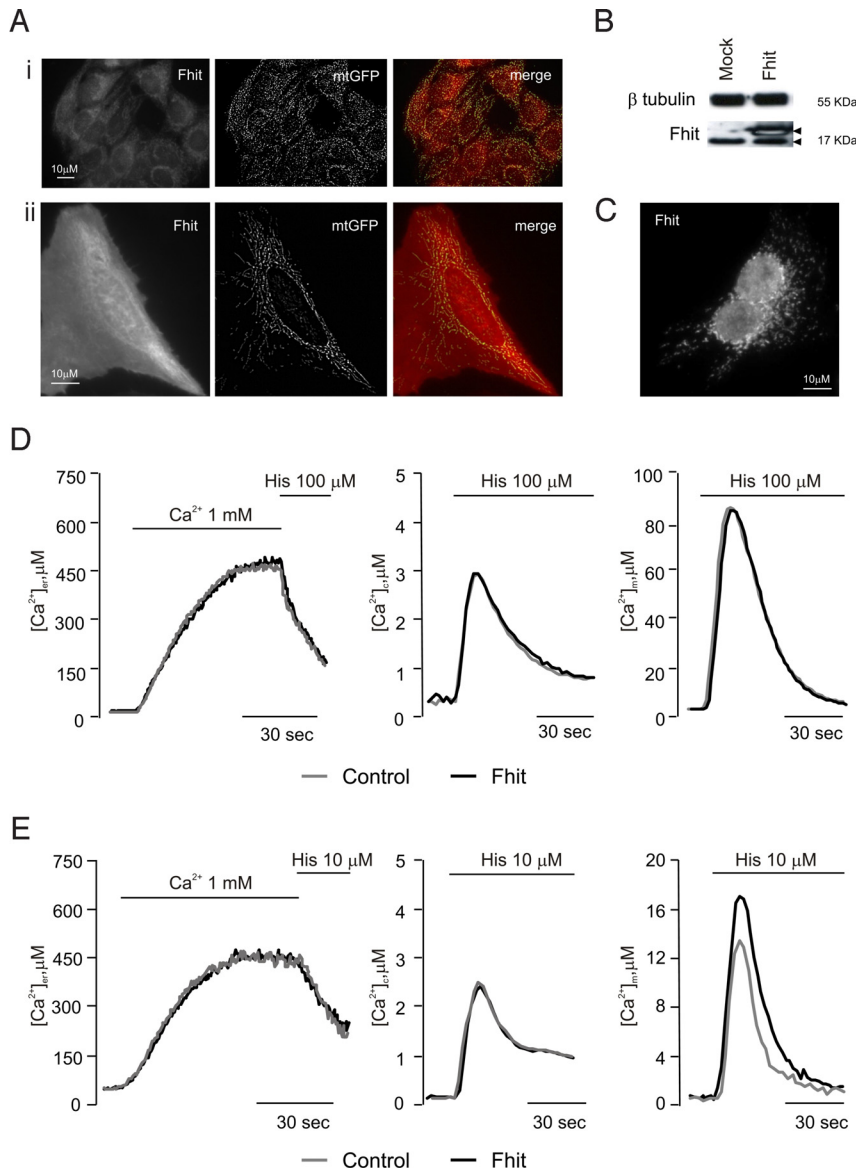 A
i
Fhit
mtGFP
merge
10μM
ii
Fhit
mtGFP
merge
10μM
B
Mock
Fhit
β tubulin
55 KDa
Fhit
17 KDa
C
Fhit
10μM
D
750
600
450
300
150
0
[Ca²⁺]er,μM
Ca²⁺ 1 mM
His 100 μM
30 sec
5
4
3
2
1
0
[Ca²⁺]c,μM
His 100 μM
30 sec
100
80
60
40
20
0
[Ca²⁺]m,μM
His 100 μM
30 sec
Control
Fhit
E
750
600
450
300
150
0
[Ca²⁺]er,μM
Ca²⁺ 1 mM
His 10 μM
30 sec
5
4
3
2
1
0
[Ca²⁺]c,μM
His 10 μM
30 sec
20
16
12
8
4
0
[Ca²⁺]m,μM
His 10 μM
30 sec
Control
Fhit